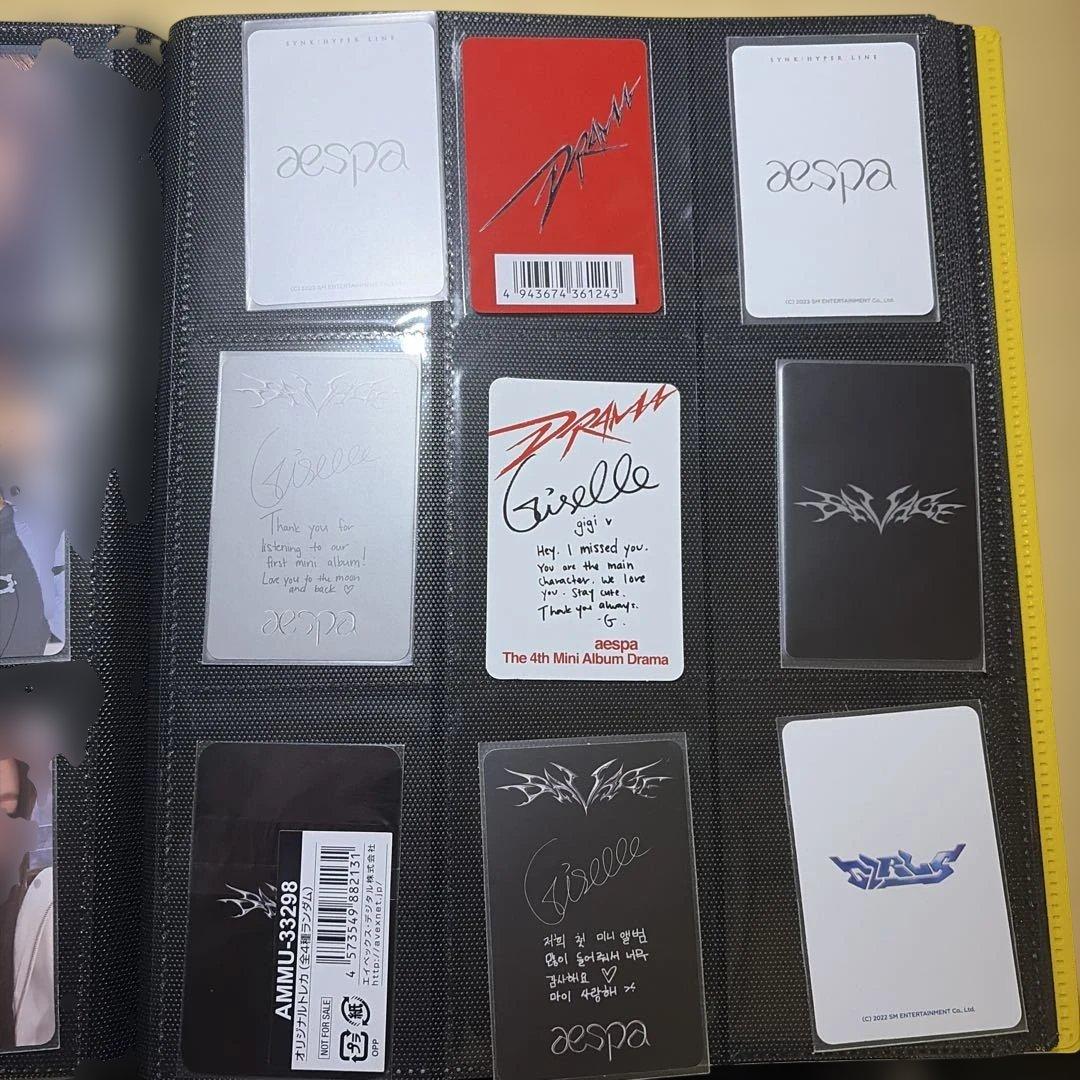 SYNK : HYPER LINE
aespa
(C) 2023 SM ENTERTAINMENT Co., Ltd.
DRAMA
4 943674 361243
SYNK : HYPER LINE
aespa
(C) 2023 SM ENTERTAINMENT Co., Ltd.
SAVAGE
Giselle
Thank you for
listening to our
first mini album!
Love you to the moon
and back ♡
aespa
DRAMA
Giselle
gigi ♥
Hey. I missed you.
You are the main
character. We love
you. Stay cute.
Thank you always.
-G.
aespa
The 4th Mini Album Drama
SAVAGE
AMMU-33298
オリジナルトレカ (全4種ランダム)
NOT FOR SALE
プラ
紙
OPP
4 573549 882131
エイベックス・デジタル株式会社
http://avexnet.jp/
SAVAGE
Giselle
저희 첫 미니 앨범
많이 들어줘서 너무
감사해요 ♡
마이 사랑해
aespa
GIRLS
(C) 2022 SM ENTERTAINMENT Co., Ltd.